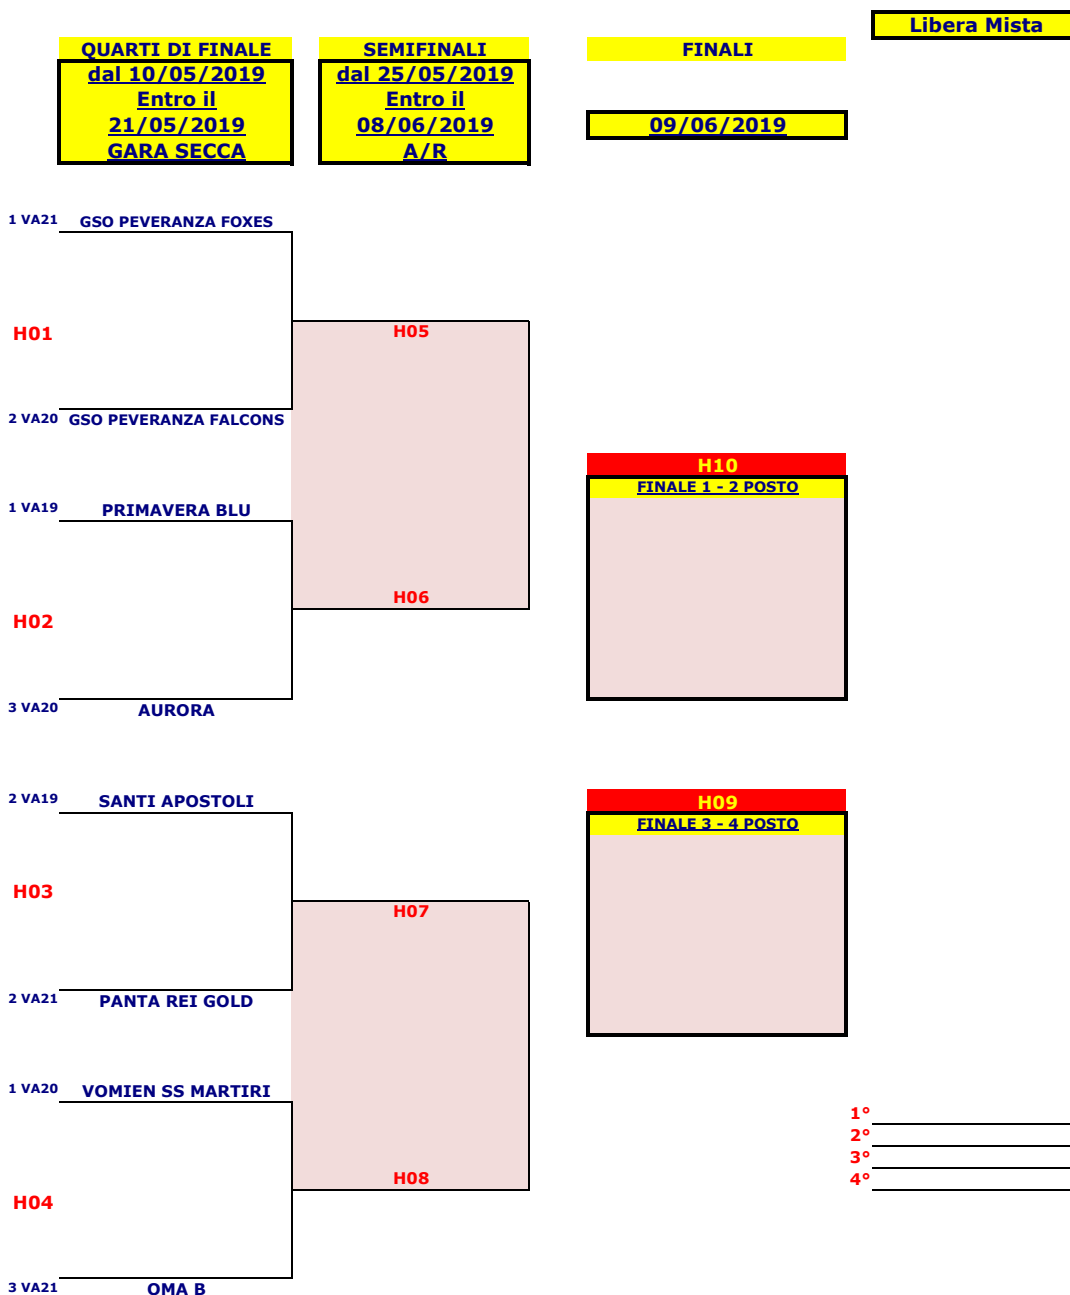 Libera Mista
QUARTI DI FINALE
SEMIFINALI
FINALI
dal 10/05/2019
Entro il
21/05/2019
GARA SECCA
dal 25/05/2019
Entro il
08/06/2019
A/R
09/06/2019
1 VA21 GSO PEVERANZA FOXES
H01
H05
2 VA20 GSO PEVERANZA FALCONS
H10
FINALE 1 - 2 POSTO
1 VA19 PRIMAVERA BLU
H06
H02
3 VA20 AURORA
2 VA19 SANTI APOSTOLI
H09
FINALE 3 - 4 POSTO
H03
H07
2 VA21 PANTA REI GOLD
1 VA20 VOMIEN SS MARTIRI
1°
2°
3°
4°
H08
H04
3 VA21 OMA B